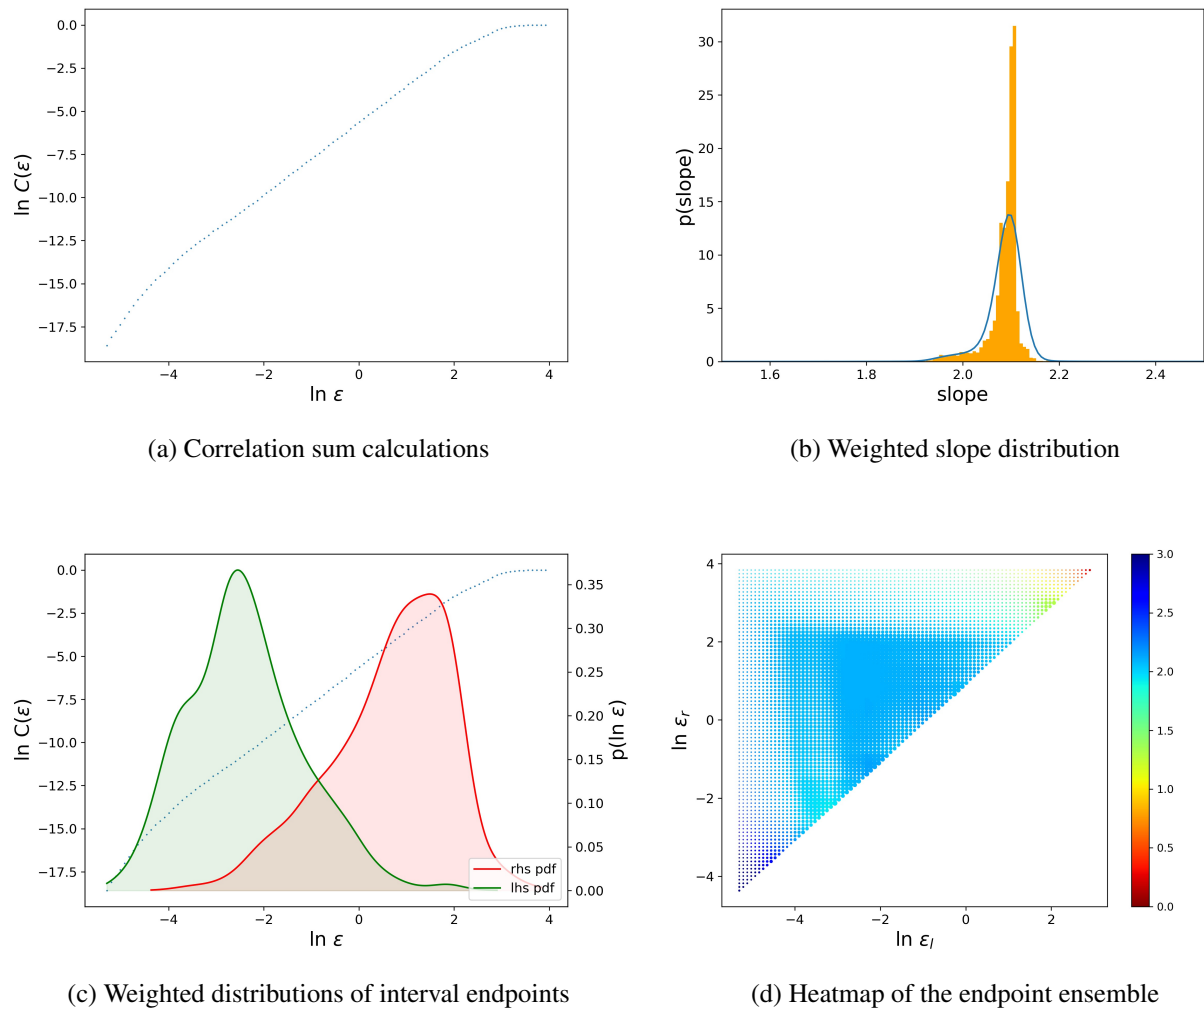 0.0
−2.5
−5.0
−7.5
−10.0
−12.5
−15.0
−17.5
ln C(ε)
−4 −2 0 2 4
ln ε
(a) Correlation sum calculations
30
25
20
15
10
5
0
p(slope)
1.6 1.8 2.0 2.2 2.4
slope
(b) Weighted slope distribution
0.0
−2.5
−5.0
−7.5
−10.0
−12.5
−15.0
−17.5
ln C(ε)
0.35
0.30
0.25
0.20
0.15
0.10
0.05
0.00
p(ln ε)
rhs pdf
lhs pdf
−4 −2 0 2 4
ln ε
(c) Weighted distributions of interval endpoints
4
2
0
−2
−4
ln εr
−4 −2 0 2
ln εl
3.0
2.5
2.0
1.5
1.0
0.5
0.0
(d) Heatmap of the endpoint ensemble